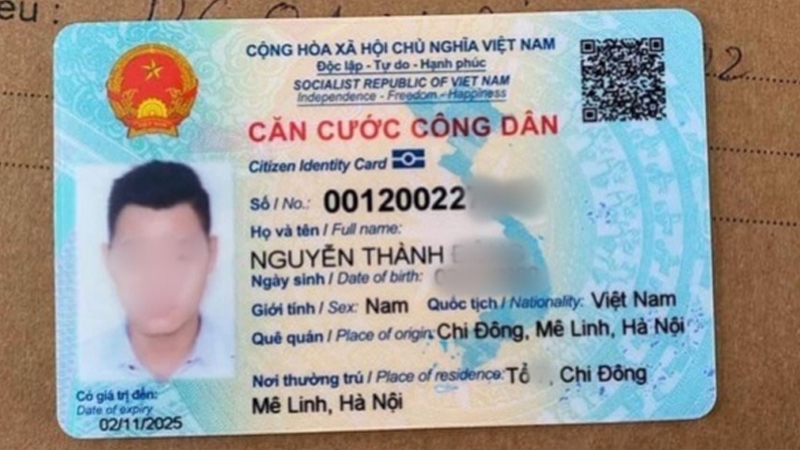 CỘNG HÒA XÃ HỘI CHỦ NGHĨA VIỆT NAM
Độc lập - Tự do - Hạnh phúc
SOCIALIST REPUBLIC OF VIET NAM
Independence - Freedom - Happiness
CĂN CƯỚC CÔNG DÂN
Citizen Identity Card
Số / No.: 00120022
Họ và tên / Full name:
NGUYỄN THÀNH
Ngày sinh / Date of birth:
Giới tính / Sex: Nam Quốc tịch / Nationality: Việt Nam
Quê quán / Place of origin: Chi Đông, Mê Linh, Hà Nội
Nơi thường trú / Place of residence: Tổ , Chi Đông
Mê Linh, Hà Nội
Có giá trị đến:
Date of expiry
02/11/2025